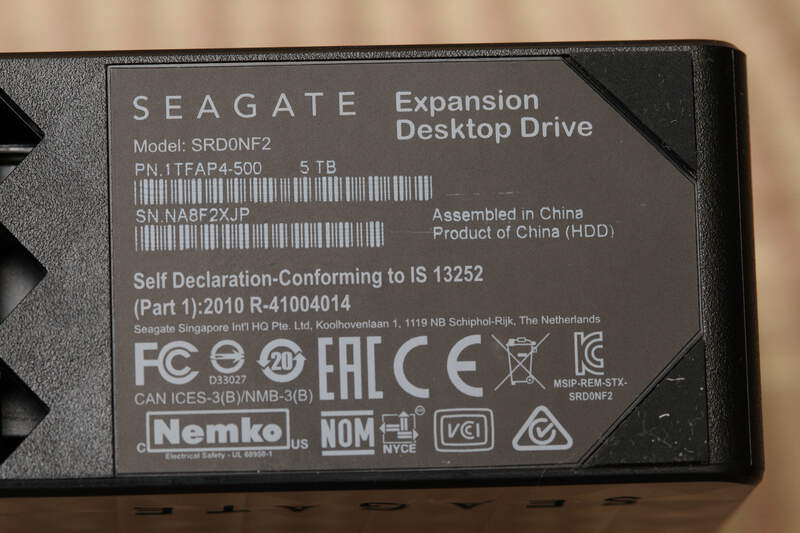 SEAGATE
Expansion
Desktop Drive
Model: SRD0NF2
PN.1TFAP4-500 5 TB
SN.NA8F2XJP
Assembled in China
Product of China (HDD)
Self Declaration-Conforming to IS 13252
(Part 1):2010 R-41004014
Seagate Singapore Int'l HQ Pte. Ltd, Koolhovenlaan 1, 1119 NB Schiphol-Rijk, The Netherlands
FC D33027 20 EAC CE
MSIP-REM-STX-
SRD0NF2
CAN ICES-3(B)/NMB-3(B)
C Nemko US
Electrical Safety - UL 60950-1
NOM NYCE VCI
SEAGATE